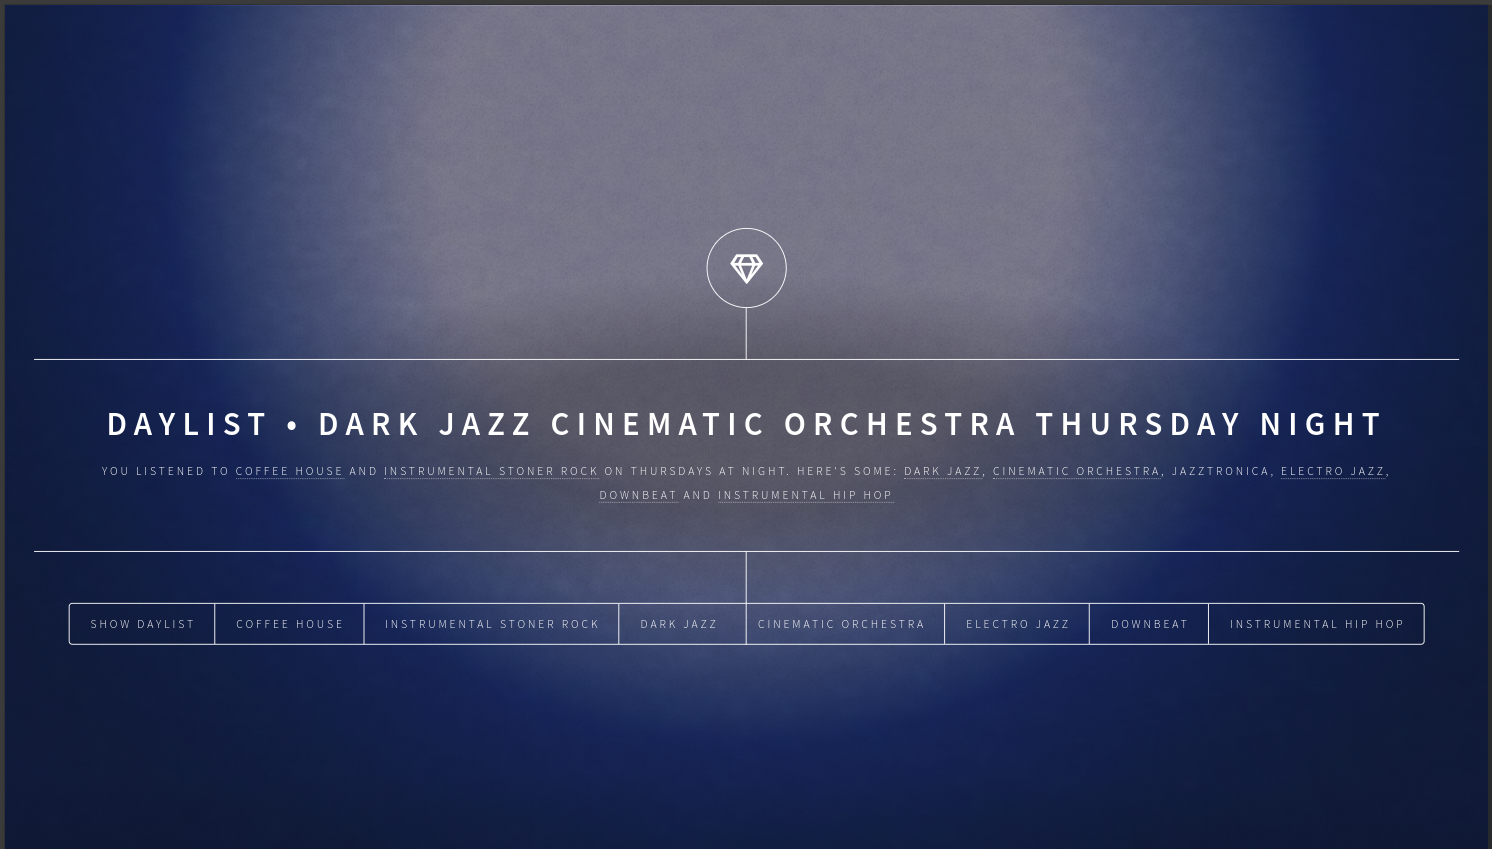 DAYLIST • DARK JAZZ CINEMATIC ORCHESTRA THURSDAY NIGHT
YOU LISTENED TO COFFEE HOUSE AND INSTRUMENTAL STONER ROCK ON THURSDAYS AT NIGHT. HERE'S SOME: DARK JAZZ, CINEMATIC ORCHESTRA, JAZZTRONICA, ELECTRO JAZZ,
DOWNBEAT AND INSTRUMENTAL HIP HOP
SHOW DAYLIST COFFEE HOUSE INSTRUMENTAL STONER ROCK DARK JAZZ CINEMATIC ORCHESTRA ELECTRO JAZZ DOWNBEAT INSTRUMENTAL HIP HOP